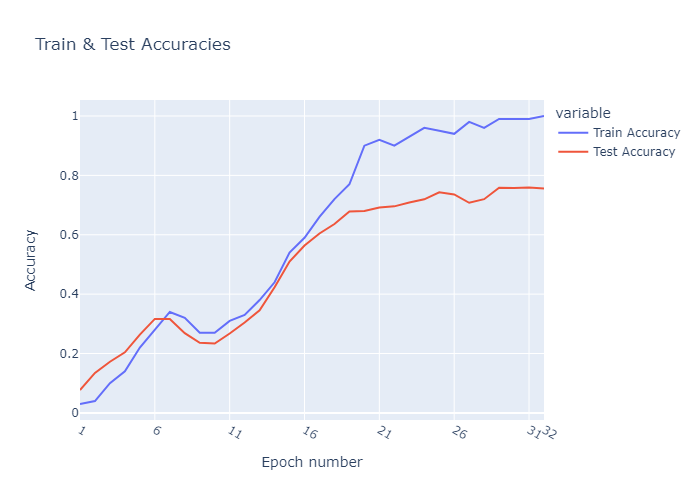 Train & Test Accuracies
variable
Train Accuracy
Test Accuracy
Accuracy
1
0.8
0.6
0.4
0.2
0
1 6 11 16 21 26 31 32
Epoch number